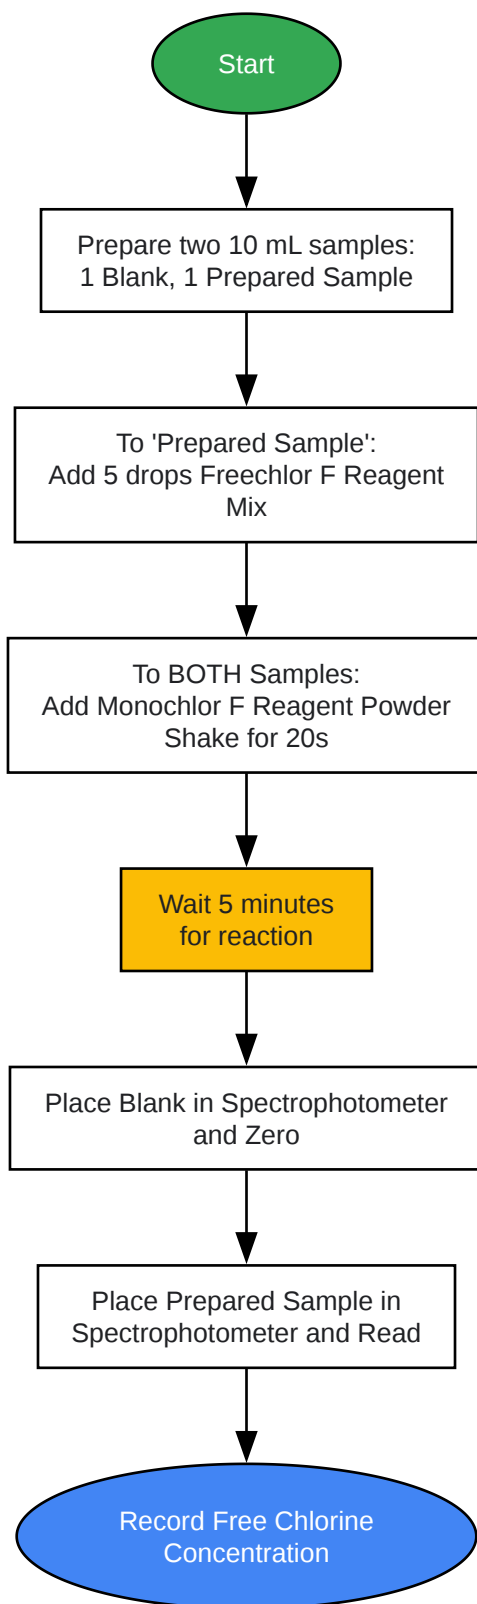 Start
Prepare two 10 mL samples:
1 Blank, 1 Prepared Sample
To 'Prepared Sample':
Add 5 drops Freechlor F Reagent
Mix
To BOTH Samples:
Add Monochlor F Reagent Powder
Shake for 20s
Wait 5 minutes
for reaction
Place Blank in Spectrophotometer
and Zero
Place Prepared Sample in
Spectrophotometer and Read
Record Free Chlorine
Concentration